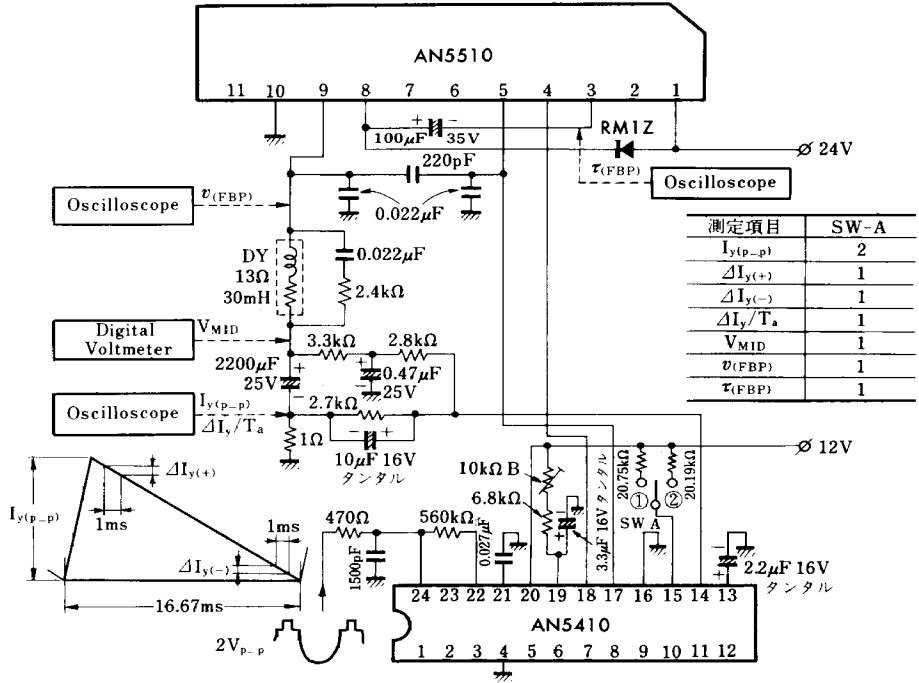 AN5510
11 10 9 8 7 6 5 4 3 2 1
RM1Z
100μF + - 35V
24V
220pF
τ(FBP)
Oscilloscope
Oscilloscope
v(FBP)
0.022μF
測定項目 SW-A
Iy(p-p) 2
ΔIy(+) 1
ΔIy(-) 1
ΔIy/Ta 1
VMID 1
v(FBP) 1
τ(FBP) 1
DY
13Ω
30mH
0.022μF
2.4kΩ
Digital
Voltmeter
VMID
3.3kΩ
2.8kΩ
2200μF
25V
+
-
+
-
0.47μF
25V
Oscilloscope
Iy(p-p)
ΔIy/Ta
2.7kΩ
1Ω
- +
10μF 16V
タンタル
12V
10kΩ B
6.8kΩ
+
-
3.3μF 16V タンタル
20.75kΩ
20.19kΩ
① ②
SW A
Iy(p-p)
ΔIy(+)
1ms
1ms
ΔIy(-)
16.67ms
2Vp-p
470Ω
1500pF
560kΩ
0.027μF
-
+
2.2μF 16V
タンタル
24 23 22 21 20 19 18 17 16 15 14 13
AN5410
1 2 3 4 5 6 7 8 9 10 11 12